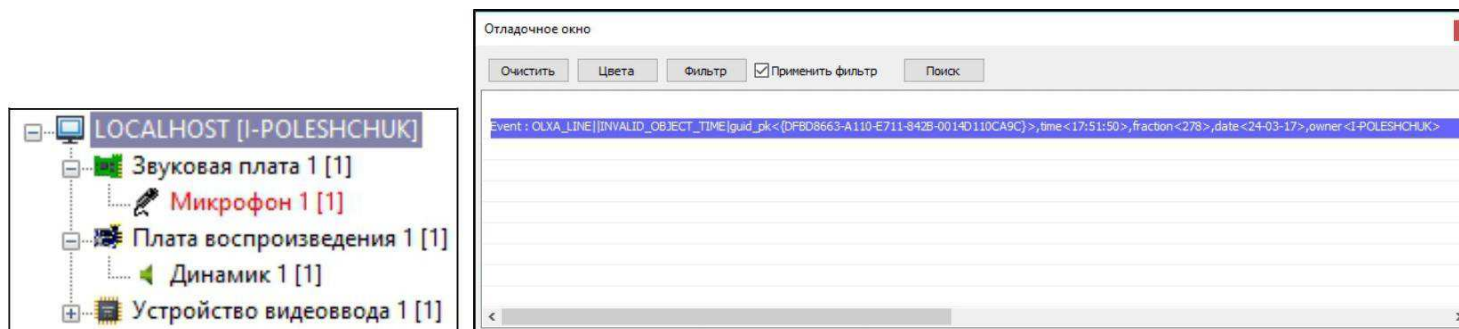 LOCALHOST [I-POLESHCHUK]
Звуковая плата 1 [1]
Микрофон 1 [1]
Плата воспроизведения 1 [1]
Динамик 1 [1]
Устройство видеоввода 1 [1]
Отладочное окно
Очистить Цвета Фильтр Применить фильтр Поиск
Event : OLXA_LINE||INVALID_OBJECT_TIME|guid_pk<{DFBD8663-A110-E711-842B-0014D110CA9C}>,time<17:51:50>,fraction<278>,date<24-03-17>,owner<I-POLESHCHUK>